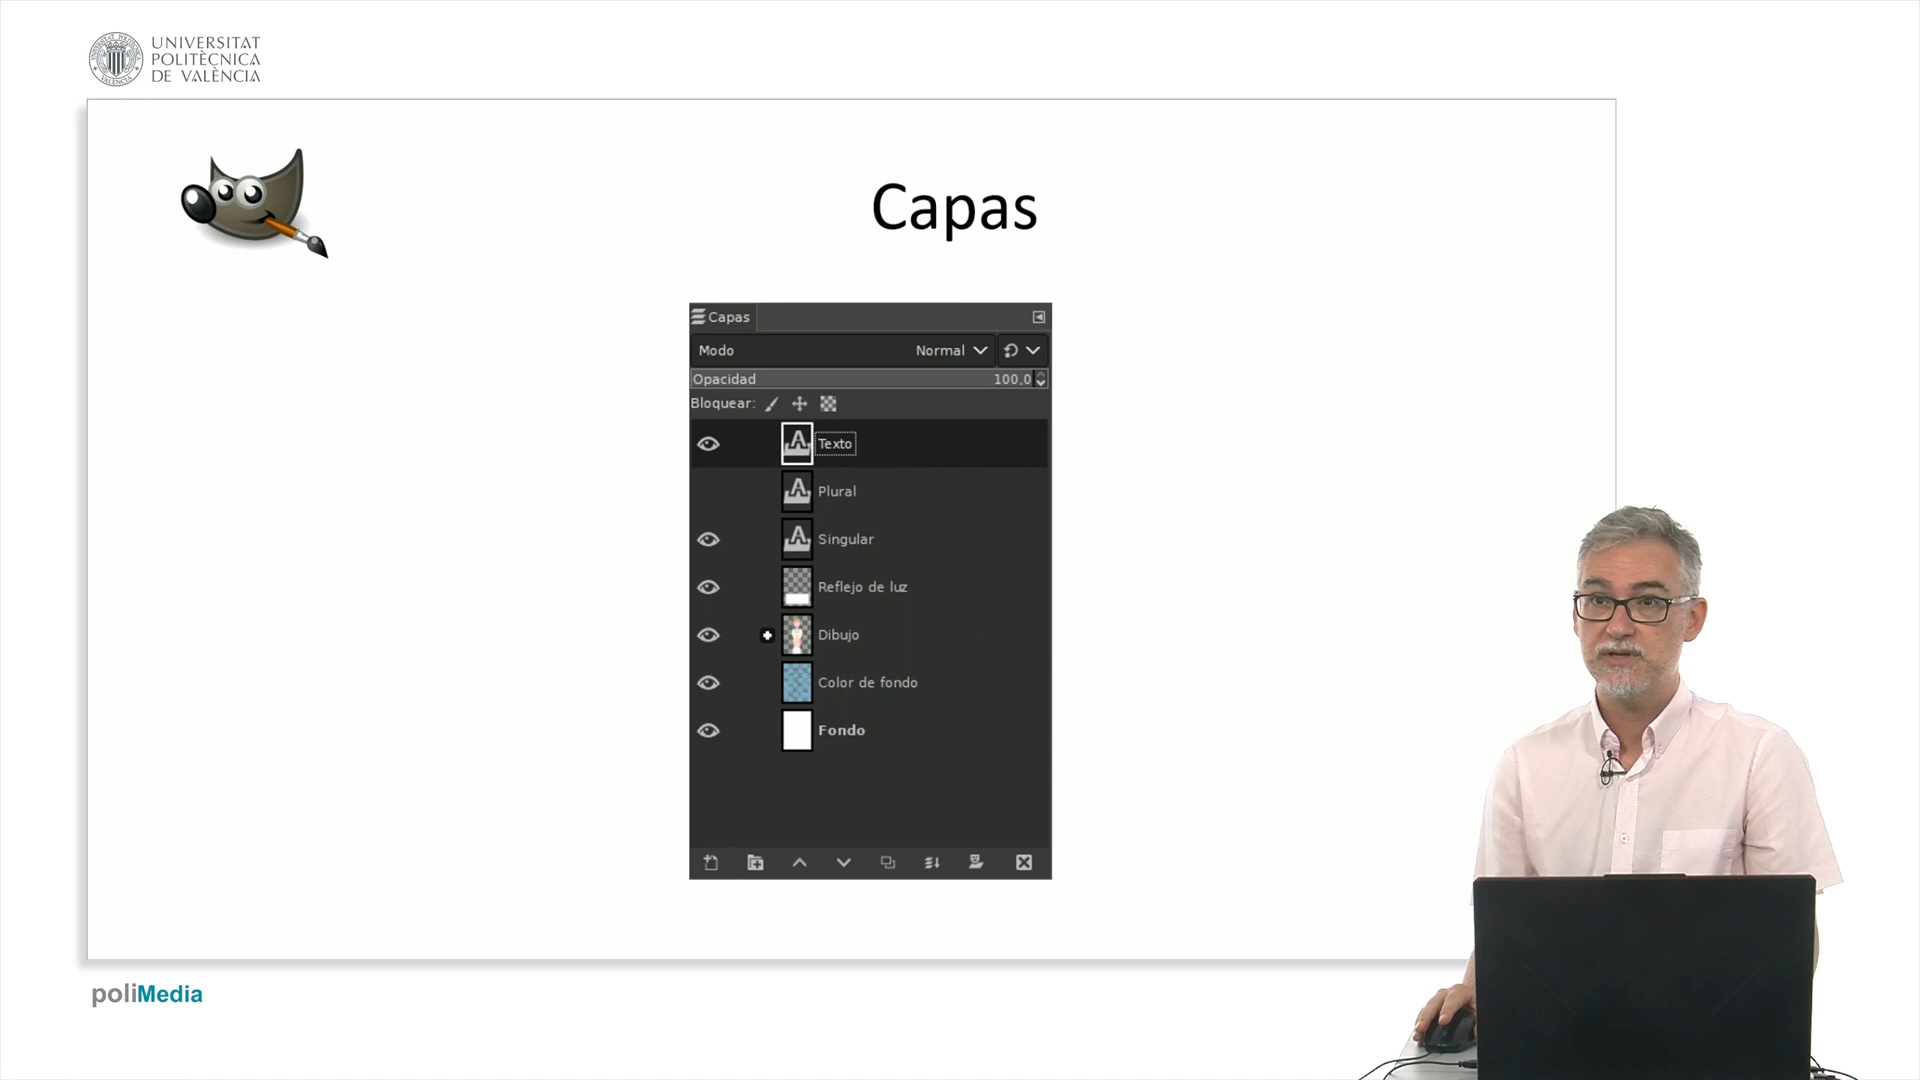 UNIVERSITAT
POLITÈCNICA
DE VALÈNCIA
Capas
Capas
Modo Normal
Opacidad 100,0
Bloquear:
Texto
Plural
Singular
Reflejo de luz
Dibujo
Color de fondo
Fondo
poliMedia